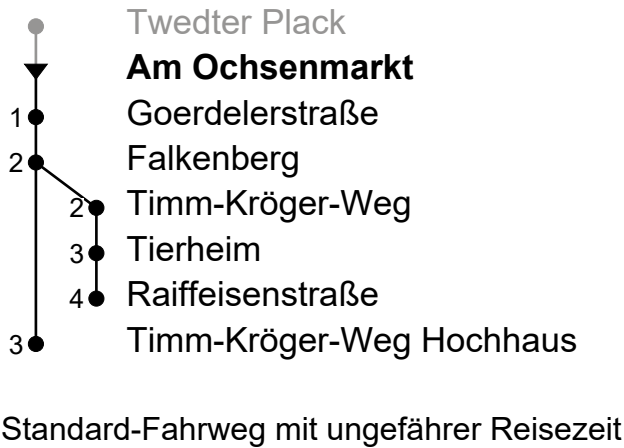 Twedter Plack
Am Ochsenmarkt
1 Goerdelerstraße
2 Falkenberg
2 Timm-Kröger-Weg
3 Tierheim
4 Raiffeisenstraße
3 Timm-Kröger-Weg Hochhaus
Standard-Fahrweg mit ungefährer Reisezeit